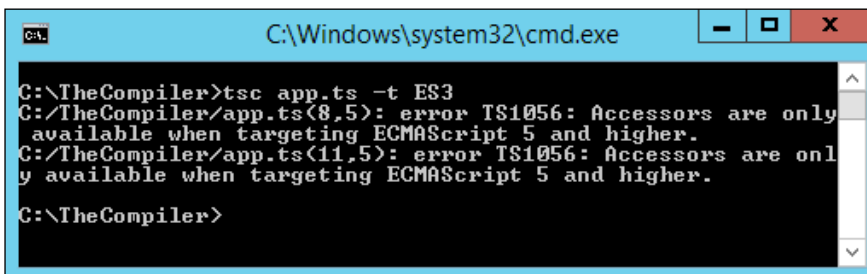 C:\.
C:\Windows\system32\cmd.exe
C:\TheCompiler>tsc app.ts -t ES3
C:/TheCompiler/app.ts(8,5): error TS1056: Accessors are only
 available when targeting ECMAScript 5 and higher.
C:/TheCompiler/app.ts(11,5): error TS1056: Accessors are onl
y available when targeting ECMAScript 5 and higher.
C:\TheCompiler>